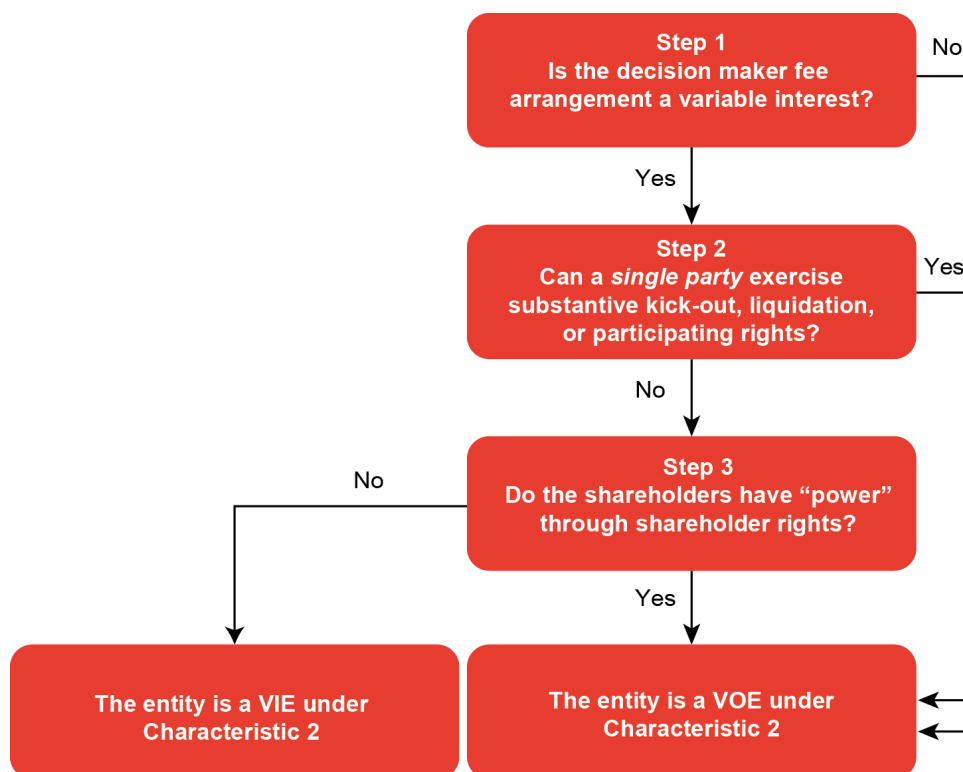 Step 1
Is the decision maker fee
arrangement a variable interest?
No
Yes
Step 2
Can a single party exercise
substantive kick-out, liquidation,
or participating rights?
Yes
No
Step 3
Do the shareholders have “power”
through shareholder rights?
No
Yes
The entity is a VIE under
Characteristic 2
The entity is a VOE under
Characteristic 2